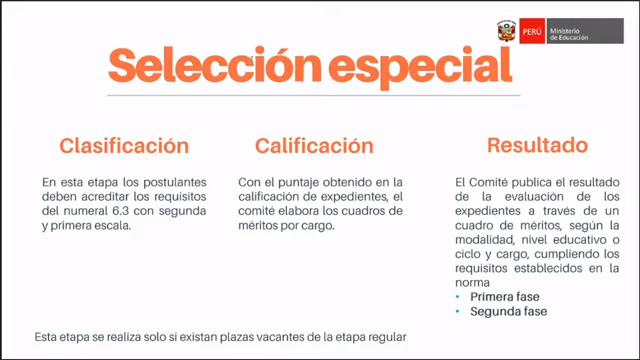 PERÚ
Ministerio
de Educación
Selección especial
Clasificación
En esta etapa los postulantes
deben acreditar los requisitos
del numeral 6.3 con segunda
y primera escala.
Calificación
Con el puntaje obtenido en la
calificación de expedientes, el
comité elabora los cuadros de
méritos por cargo.
Resultado
El Comité publica el resultado
de la evaluación de los
expedientes a través de un
cuadro de méritos, según la
modalidad, nivel educativo o
ciclo y cargo, cumpliendo los
requisitos establecidos en la
norma
• Primera fase
• Segunda fase
Esta etapa se realiza solo si existan plazas vacantes de la etapa regular